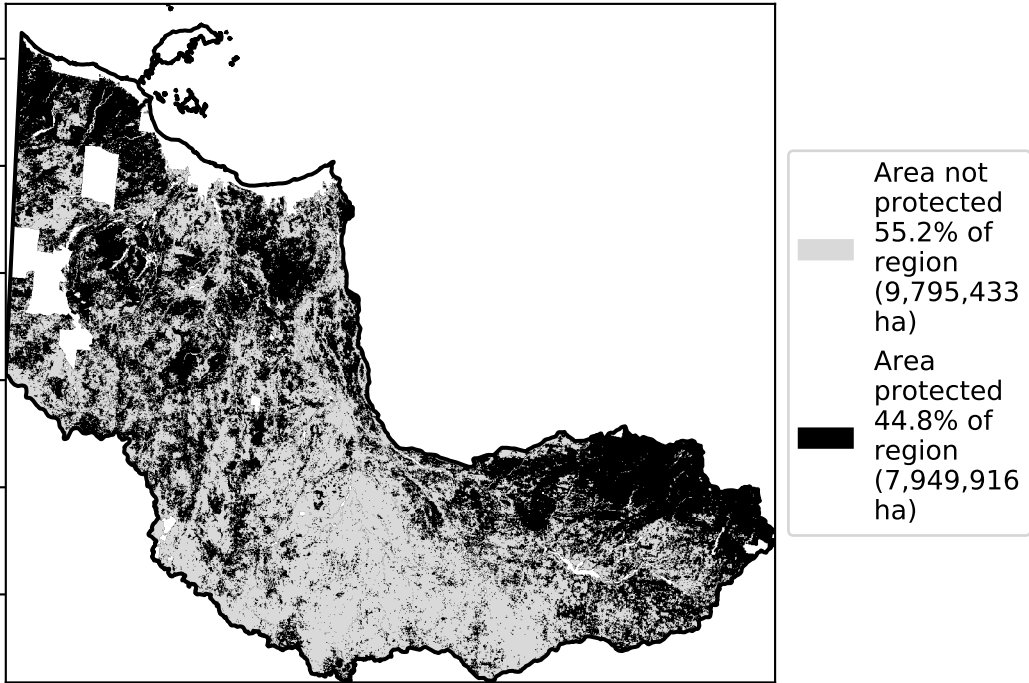 Area not
protected
55.2% of
region
(9,795,433
ha)
Area
protected
44.8% of
region
(7,949,916
ha)